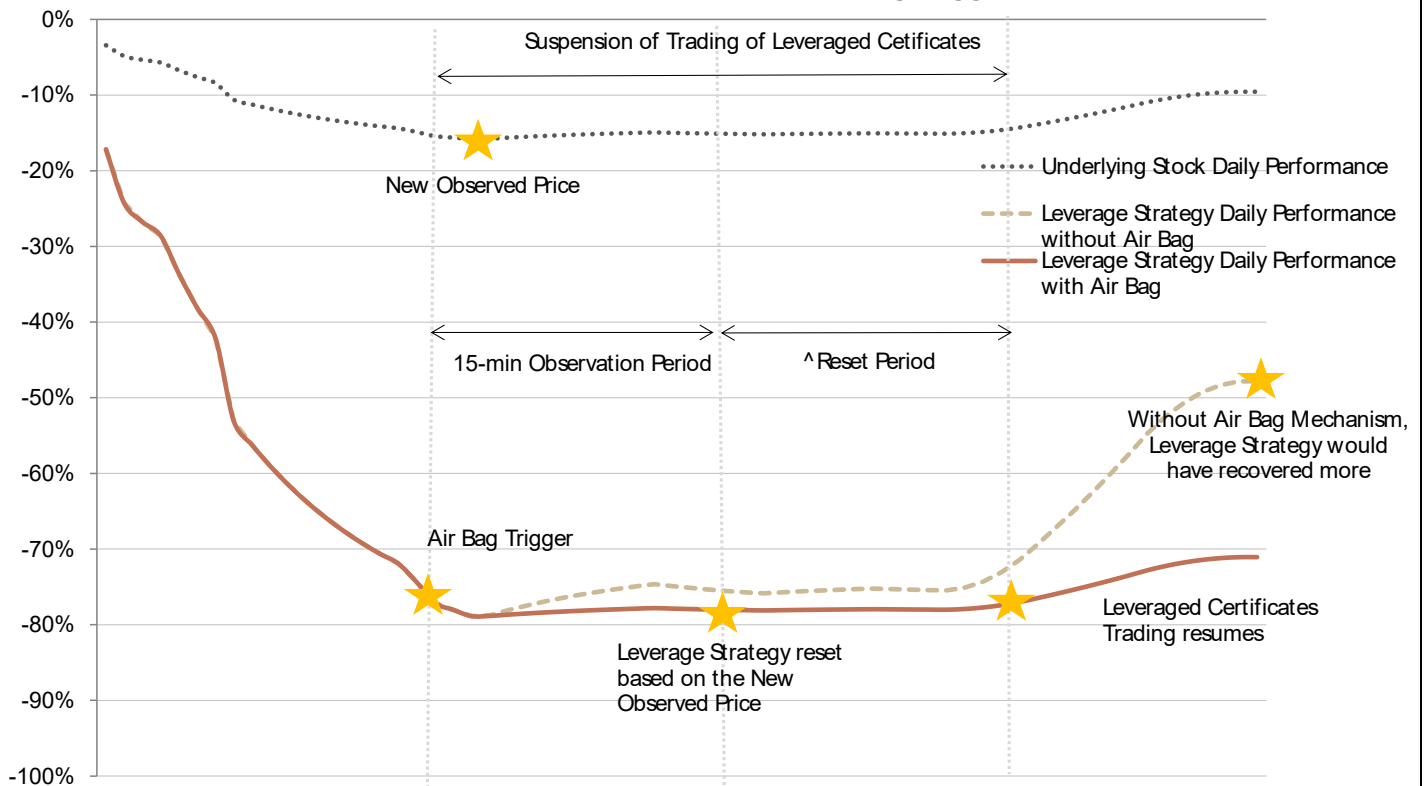 0%
-10%
-20%
-30%
-40%
-50%
-60%
-70%
-80%
-90%
-100%
Suspension of Trading of Leveraged Cetificates
New Observed Price
Underlying Stock Daily Performance
Leverage Strategy Daily Performance
without Air Bag
Leverage Strategy Daily Performance
with Air Bag
15-min Observation Period
^Reset Period
Without Air Bag Mechanism,
Leverage Strategy would
have recovered more
Air Bag Trigger
Leveraged Certificates
Trading resumes
Leverage Strategy reset
based on the New
Observed Price